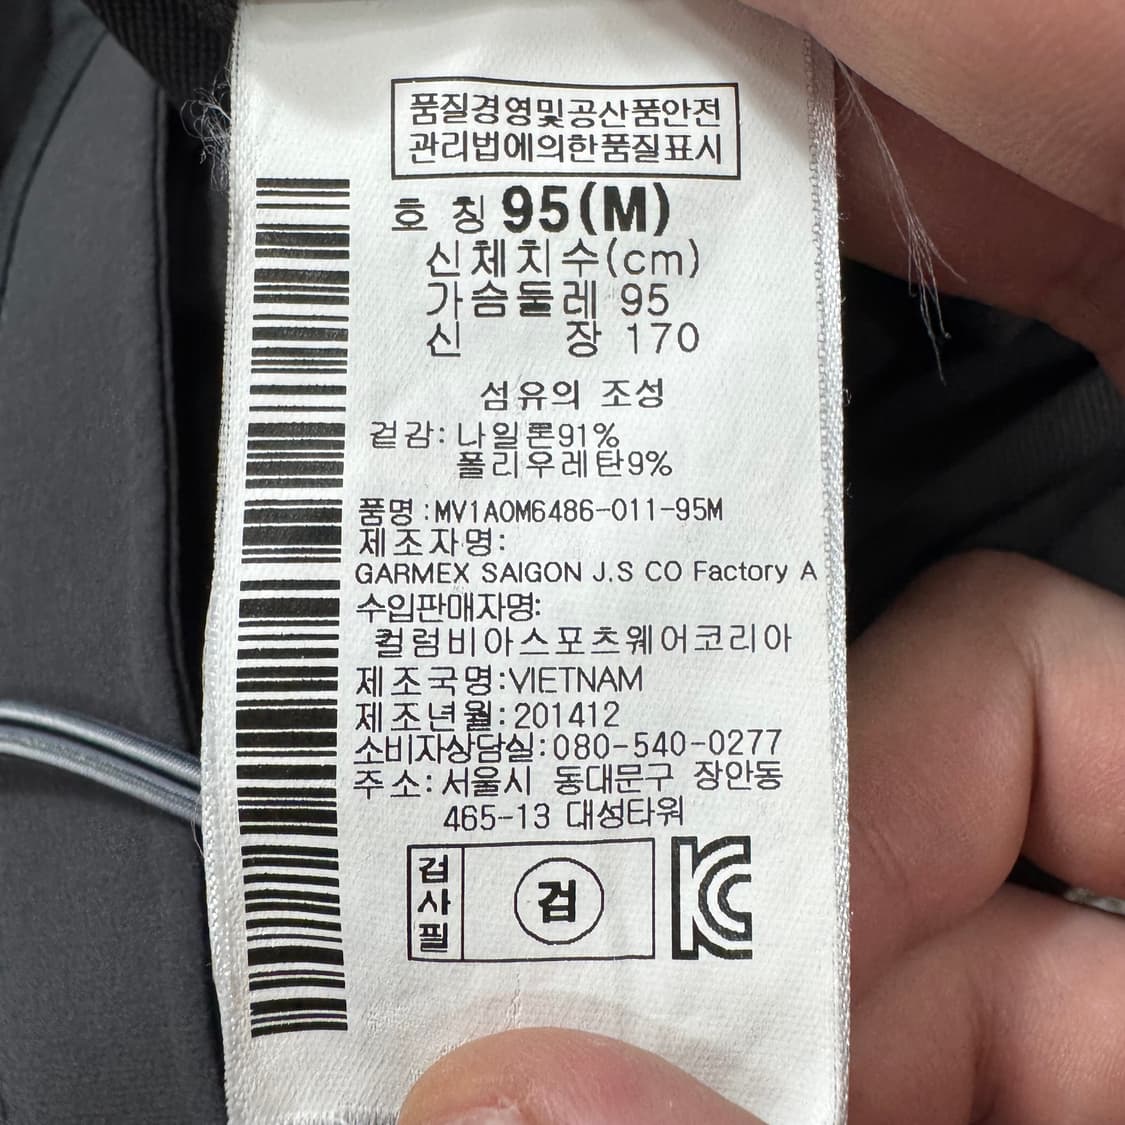 품질경영및공산품안전
관리법에의한품질표시
호 칭 95(M)
신체치수(cm)
가슴둘레 95
신 장 170
섬유의 조성
겉감: 나일론91%
폴리우레탄9%
품명:MV1AOM6486-011-95M
제조자명:
GARMEX SAIGON J.S CO Factory A
수입판매자명:
컬럼비아스포츠웨어코리아
제조국명:VIETNAM
제조년월:201412
소비자상담실:080-540-0277
주소:서울시 동대문구 장안동
465-13 대성타워
검사필
검
KC